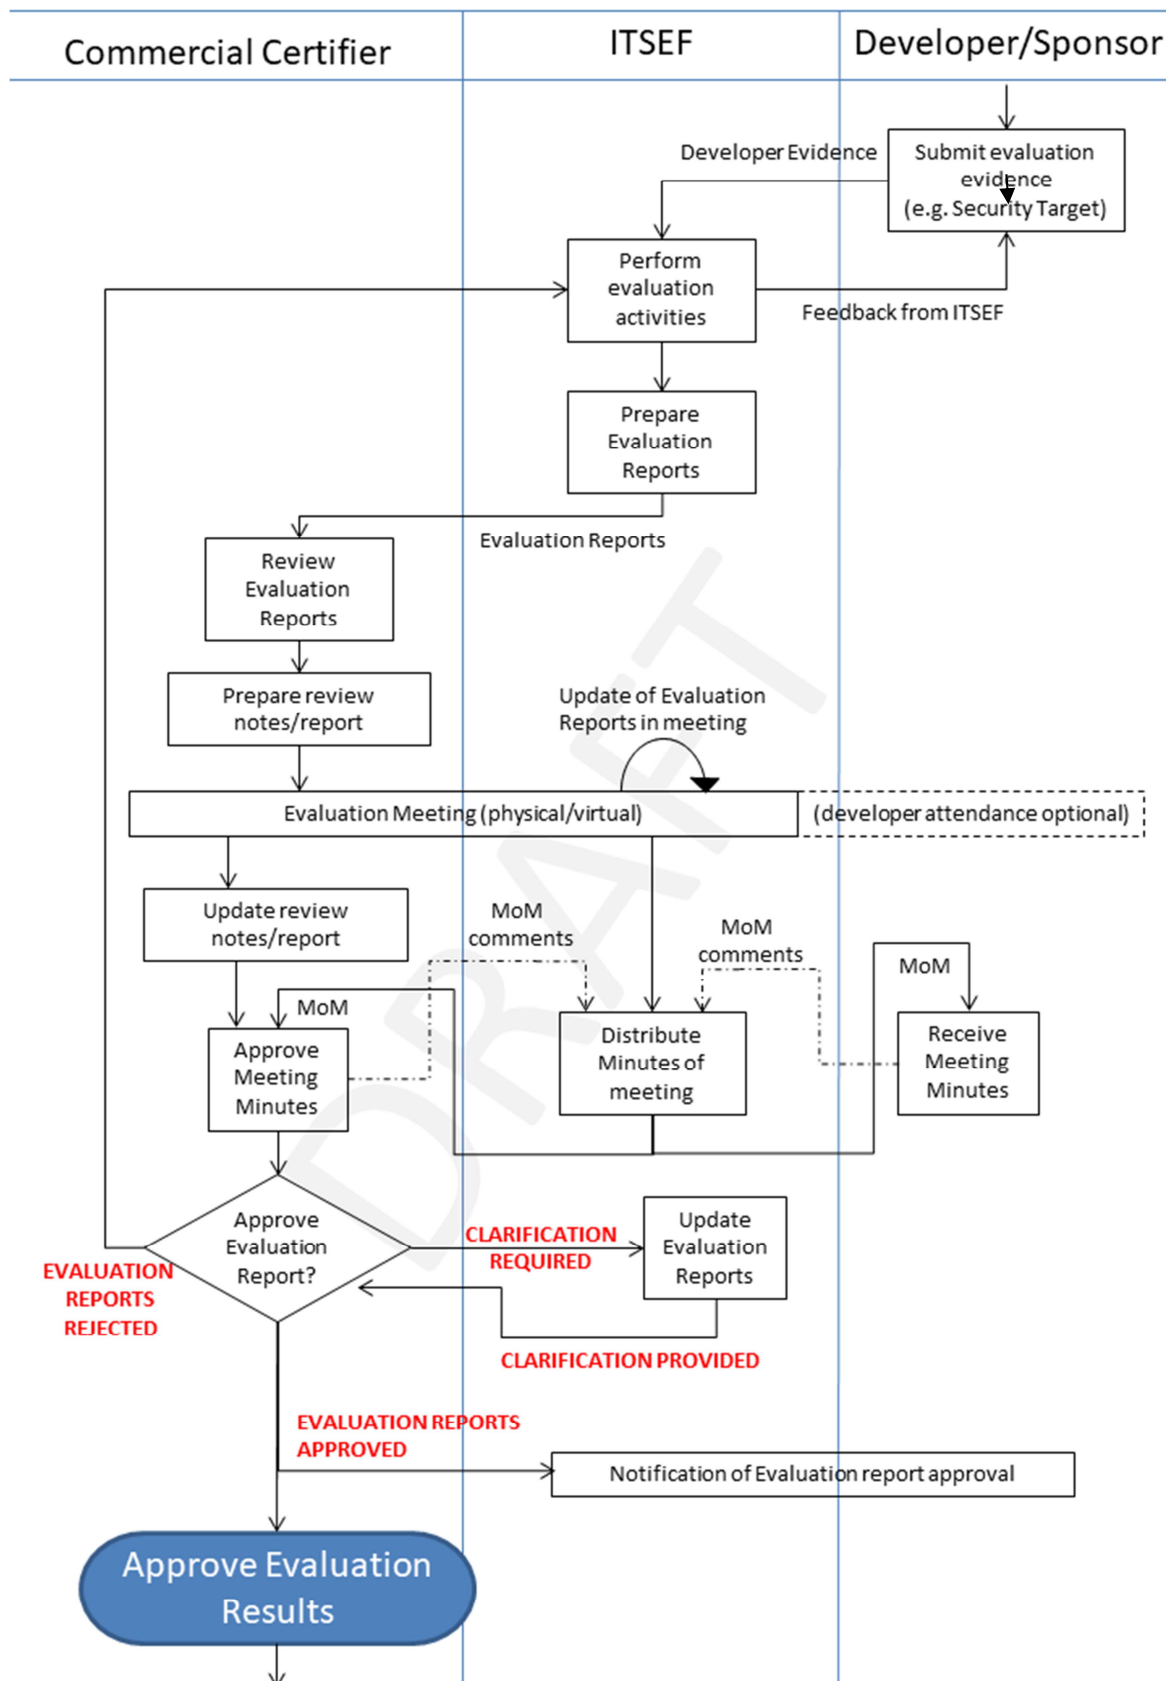 Commercial Certifier
ITSEF
Developer/Sponsor
Developer Evidence
Submit evaluation
evidence
(e.g. Security Target)
Perform
evaluation
activities
Feedback from ITSEF
Prepare
Evaluation
Reports
Evaluation Reports
Review
Evaluation
Reports
Prepare review
notes/report
Update of Evaluation
Reports in meeting
Evaluation Meeting (physical/virtual)
(developer attendance optional)
Update review
notes/report
MoM
comments
MoM
comments
MoM
MoM
Approve
Meeting
Minutes
Distribute
Minutes of
meeting
Receive
Meeting
Minutes
Approve
Evaluation
Report?
CLARIFICATION
REQUIRED
Update
Evaluation
Reports
EVALUATION
REPORTS
REJECTED
CLARIFICATION PROVIDED
EVALUATION REPORTS
APPROVED
Notification of Evaluation report approval
Approve Evaluation
Results
DRAFT